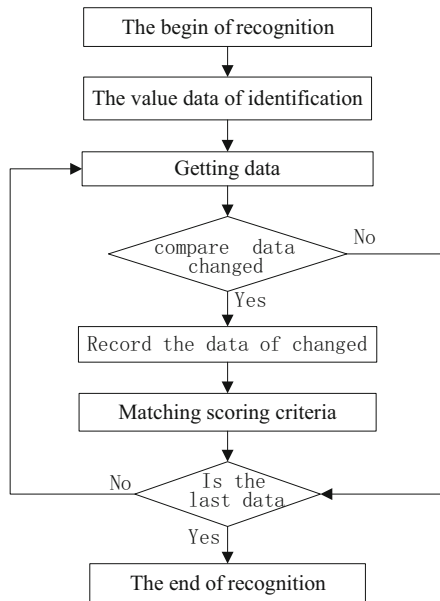 The begin of recognition
The value data of identification
Getting data
compare data
changed
No
Yes
Record the data of changed
Matching scoring criteria
Is the
last data
No
Yes
The end of recognition